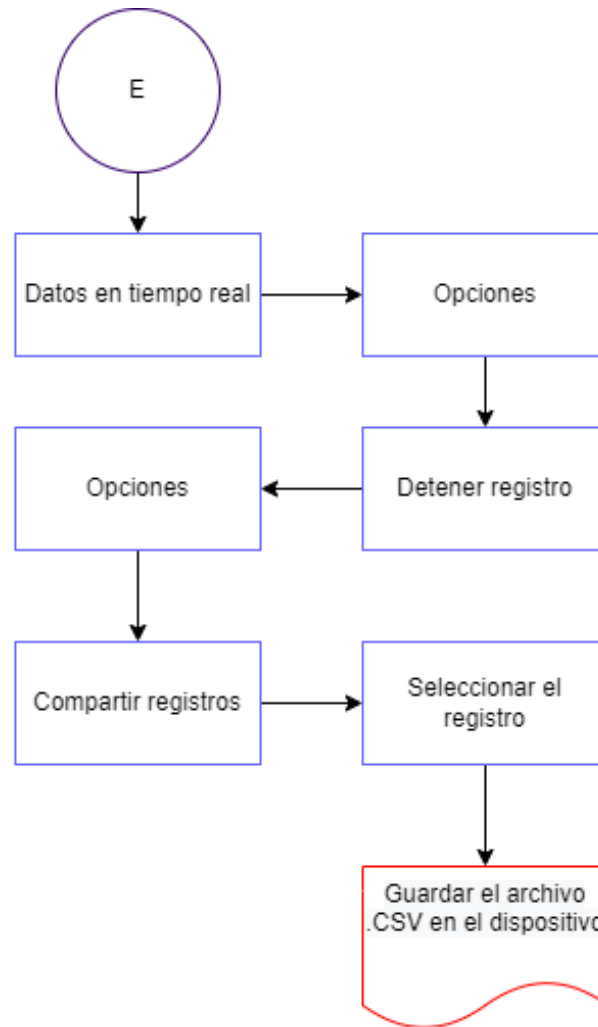 E
Datos en tiempo real
Opciones
Detener registro
Opciones
Compartir registros
Seleccionar el
registro
Guardar el archivo
.CSV en el dispositivo